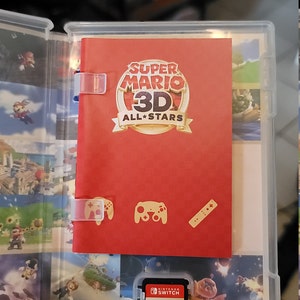 SUPER
MARIO
3D
ALL★STARS
NINTENDO
SWITCH